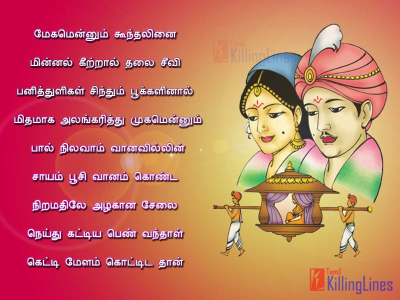 மேகமென்னும் கூந்தலினை
மின்னல் கீற்றால் தலை சீவி
பனித்துளிகள் சிந்தும் பூக்களினால்
மிதமாக அலங்கரித்து முகமென்னும்
பால் நிலவாம் வானவில்லின்
சாயம் பூசி வானம் கொண்ட
நிறமதிலே அழகான சேலை
நெய்து கட்டிய பெண் வந்தாள்
கெட்டி மேளம் கொட்டிட தான்
Tamil
KillingLines
Tamil
KillingLines